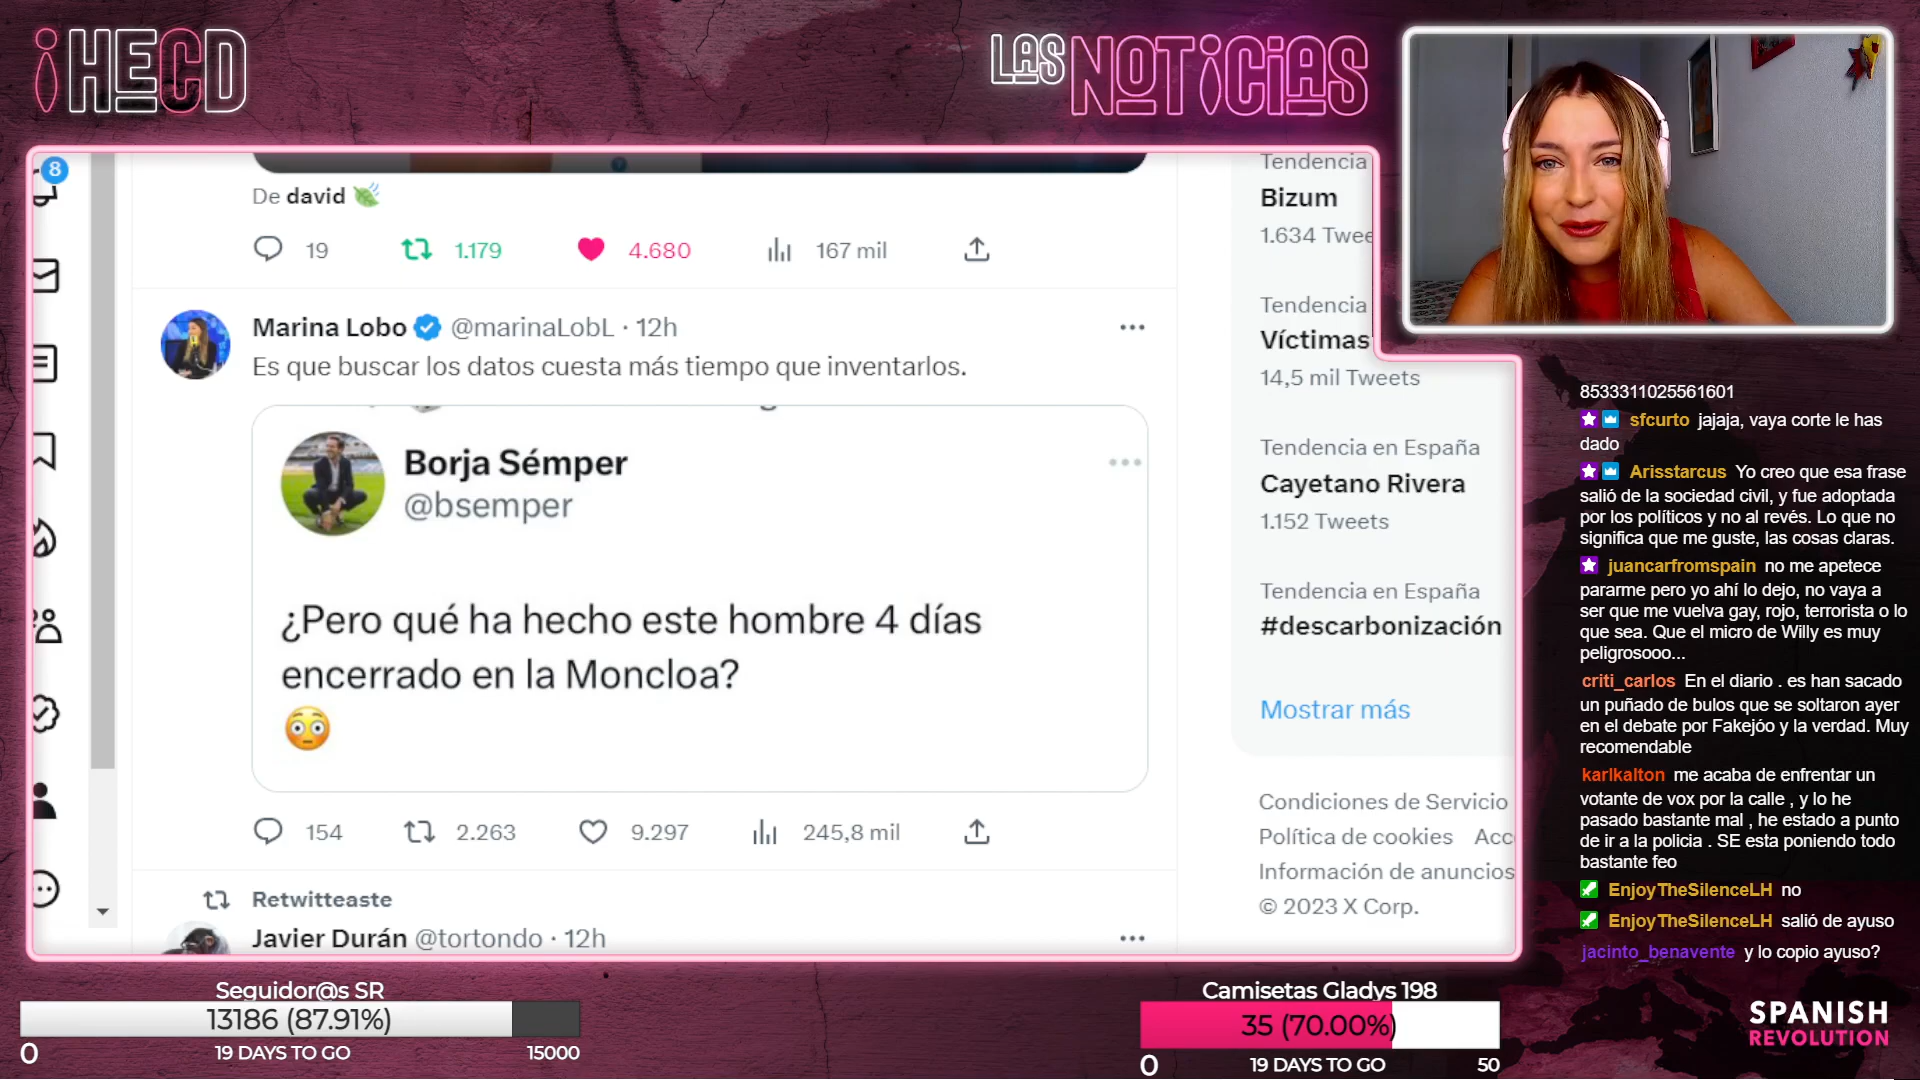 ¡HECD
LAS NOTICIAS
8
De david
19 1.179 4.680 167 mil
Marina Lobo @marinaLobL · 12h
Es que buscar los datos cuesta más tiempo que inventarlos.
Borja Sémper
@bsemper
¿Pero qué ha hecho este hombre 4 días
encerrado en la Moncloa?
154 2.263 9.297 245,8 mil
Retwitteaste
Javier Durán @tortondo · 12h
Tendencia
Bizum
1.634 Twee
Tendencia
Víctimas
14,5 mil Tweets
Tendencia en España
Cayetano Rivera
1.152 Tweets
Tendencia en España
#descarbonización
Mostrar más
Condiciones de Servicio
Política de cookies Acc
Información de anuncios
© 2023 X Corp.
8533311025561601
sfcurto jajaja, vaya corte le has
dado
Arisstarcus Yo creo que esa frase
salió de la sociedad civil, y fue adoptada
por los políticos y no al revés. Lo que no
significa que me guste, las cosas claras.
juancarfromspain no me apetece
pararme pero yo ahí lo dejo, no vaya a
ser que me vuelva gay, rojo, terrorista o lo
que sea. Que el micro de Willy es muy
peligrosooo...
criti_carlos En el diario . es han sacado
un puñado de bulos que se soltaron ayer
en el debate por Fakejóo y la verdad. Muy
recomendable
karlkalton me acaba de enfrentar un
votante de vox por la calle , y lo he
pasado bastante mal , he estado a punto
de ir a la policia . SE esta poniendo todo
bastante feo
EnjoyTheSilenceLH no
EnjoyTheSilenceLH salió de ayuso
jacinto_benavente y lo copio ayuso?
Seguidor@s SR
13186 (87.91%)
0 19 DAYS TO GO 15000
Camisetas Gladys 198
35 (70.00%)
0 19 DAYS TO GO 50
SPANISH
REVOLUTION